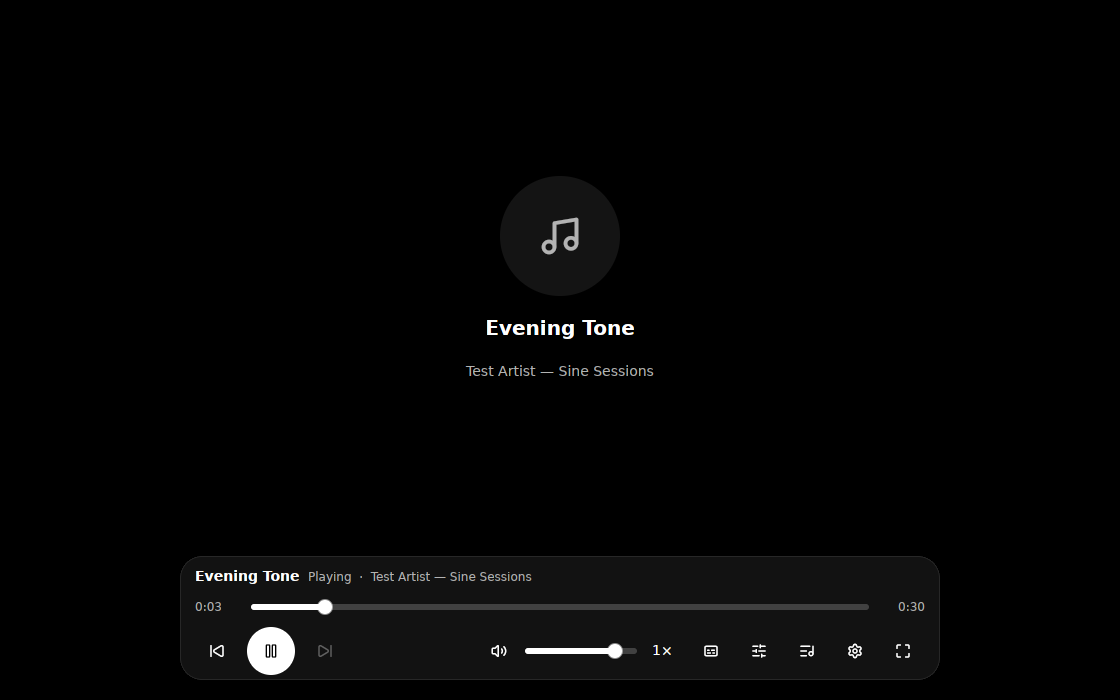 Evening Tone
Test Artist — Sine Sessions
Evening Tone Playing · Test Artist — Sine Sessions
0:03 0:30
1×